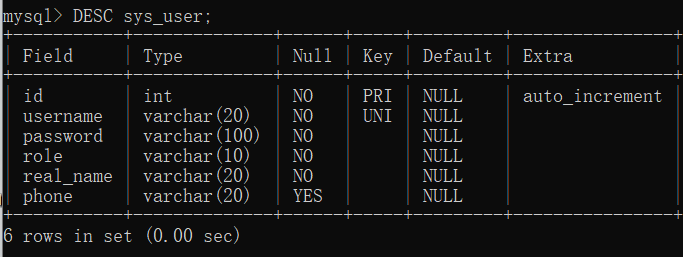 mysql> DESC sys_user;
+-----------+--------------+------+-----+---------+----------------+
| Field     | Type         | Null | Key | Default | Extra          |
+-----------+--------------+------+-----+---------+----------------+
| id        | int          | NO   | PRI | NULL    | auto_increment |
| username  | varchar(20)  | NO   | UNI | NULL    |                |
| password  | varchar(100) | NO   |     | NULL    |                |
| role      | varchar(10)  | NO   |     | NULL    |                |
| real_name | varchar(20)  | NO   |     | NULL    |                |
| phone     | varchar(20)  | YES  |     | NULL    |                |
+-----------+--------------+------+-----+---------+----------------+
6 rows in set (0.00 sec)